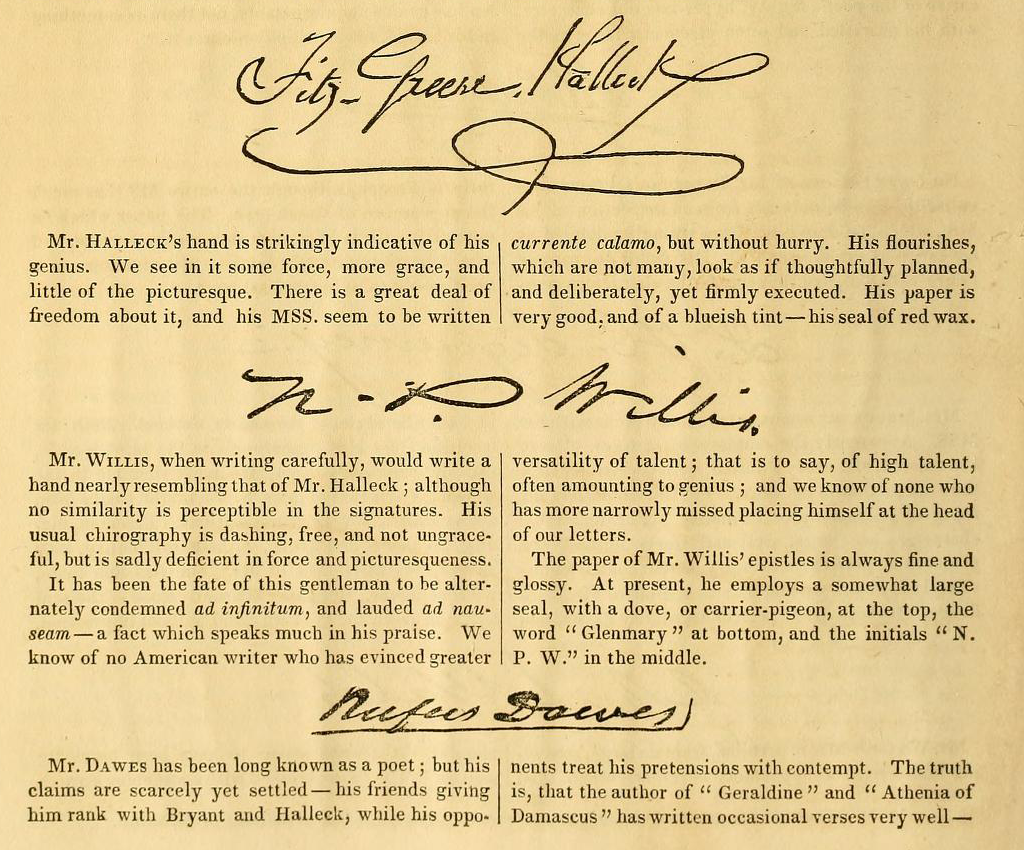 Fitz-Greene Halleck
Mr. HALLECK'S hand is strikingly indicative of his
genius. We see in it some force, more grace, and
little of the picturesque. There is a great deal of
freedom about it, and his MSS. seem to be written
currente calamo, but without hurry. His flourishes,
which are not many, look as if thoughtfully planned,
and deliberately, yet firmly executed. His paper is
very good, and of a blueish tint—his seal of red wax.
N-P. Willis.
Mr. WILLIS, when writing carefully, would write a
hand nearly resembling that of Mr. Halleck; although
no similarity is perceptible in the signatures. His
usual chirography is dashing, free, and not ungrace-
ful, but is sadly deficient in force and picturesqueness.
It has been the fate of this gentleman to be alter-
nately condemned ad infinitum, and lauded ad nau-
seam—a fact which speaks much in his praise. We
know of no American writer who has evinced greater
versatility of talent; that is to say, of high talent,
often amounting to genius; and we know of none who
has more narrowly missed placing himself at the head
of our letters.
The paper of Mr. Willis' epistles is always fine and
glossy. At present, he employs a somewhat large
seal, with a dove, or carrier-pigeon, at the top, the
word "Glenmary" at bottom, and the initials "N.
P. W." in the middle.
Rufus Dawes
Mr. DAWES has been long known as a poet; but his
claims are scarcely yet settled—his friends giving
him rank with Bryant and Halleck, while his oppo-
nents treat his pretensions with contempt. The truth
is, that the author of "Geraldine" and "Athenia of
Damascus" has written occasional verses very well—